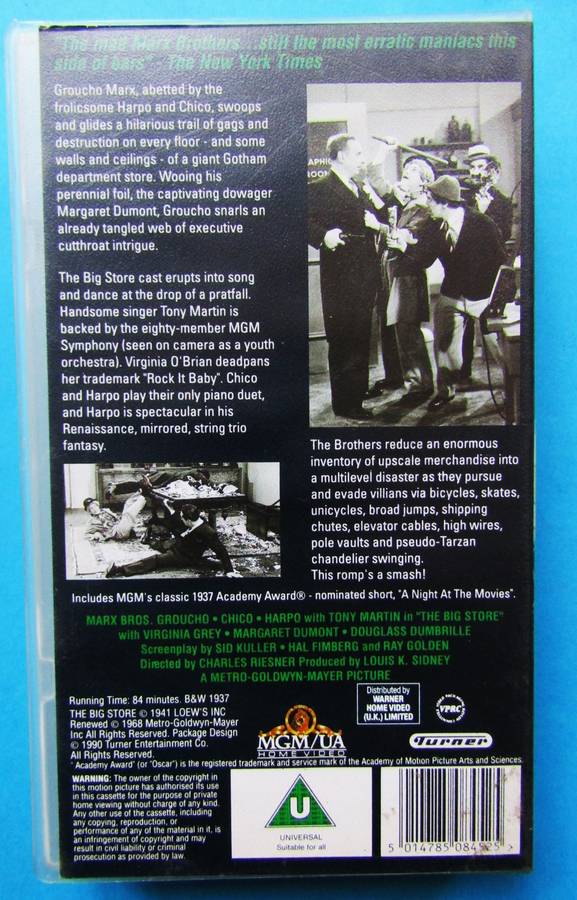 "The mad Marx Brothers...still the most erratic maniacs this
side of bars" - The New York Times
Groucho Marx, abetted by the
frolicsome Harpo and Chico, swoops
and glides a hilarious trail of gags and
destruction on every floor - and some
walls and ceilings - of a giant Gotham
department store. Wooing his
perennial foil, the captivating dowager
Margaret Dumont, Groucho snarls an
already tangled web of executive
cutthroat intrigue.
The Big Store cast erupts into song
and dance at the drop of a pratfall.
Handsome singer Tony Martin is
backed by the eighty-member MGM
Symphony (seen on camera as a youth
orchestra). Virginia O'Brian deadpans
her trademark "Rock It Baby". Chico
and Harpo play their only piano duet,
and Harpo is spectacular in his
Renaissance, mirrored, string trio
fantasy.
The Brothers reduce an enormous
inventory of upscale merchandise into
a multilevel disaster as they pursue
and evade villians via bicycles, skates,
unicycles, broad jumps, shipping
chutes, elevator cables, high wires,
pole vaults and pseudo-Tarzan
chandelier swinging.
This romp's a smash!
Includes MGM's classic 1937 Academy Award® - nominated short, "A Night At The Movies".
MARX BROS. GROUCHO • CHICO • HARPO with TONY MARTIN in "THE BIG STORE"
with VIRGINIA GREY • MARGARET DUMONT • DOUGLASS DUMBRILLE
Screenplay by SID KULLER • HAL FIMBERG and RAY GOLDEN
Directed by CHARLES RIESNER Produced by LOUIS K. SIDNEY
A METRO-GOLDWYN-MAYER PICTURE
Running Time: 84 minutes. B&W 1937
THE BIG STORE © 1941 LOEW'S INC
Renewed © 1968 Metro-Goldwyn-Mayer
Inc All Rights Reserved. Package Design
© 1990 Turner Entertainment Co.
All Rights Reserved.
Distributed by
WARNER
HOME VIDEO
(U.K.) LIMITED
VPRC
MGM/UA
HOME VIDEO
Turner
"Academy Award" (or "Oscar") is the registered trademark and service mark of the Academy of Motion Picture Arts and Sciences.
WARNING: The owner of the copyright in
this motion picture has authorised its use
in this cassette for the purpose of private
home viewing without charge of any kind.
Any other use of the cassette, including
any copying, reproduction, or
performance of any of the material in it, is
an infringement of copyright and may
result in civil liability or criminal
prosecution as provided by law.
U
UNIVERSAL
Suitable for all
5 014785 084525 >